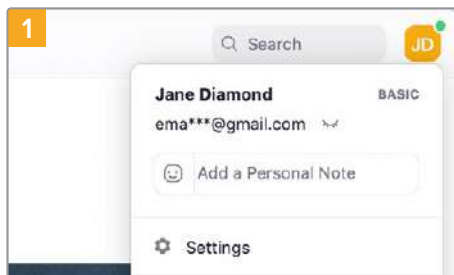 1
Search
JD
Jane Diamond BASIC
ema***@gmail.com
Add a Personal Note
Settings